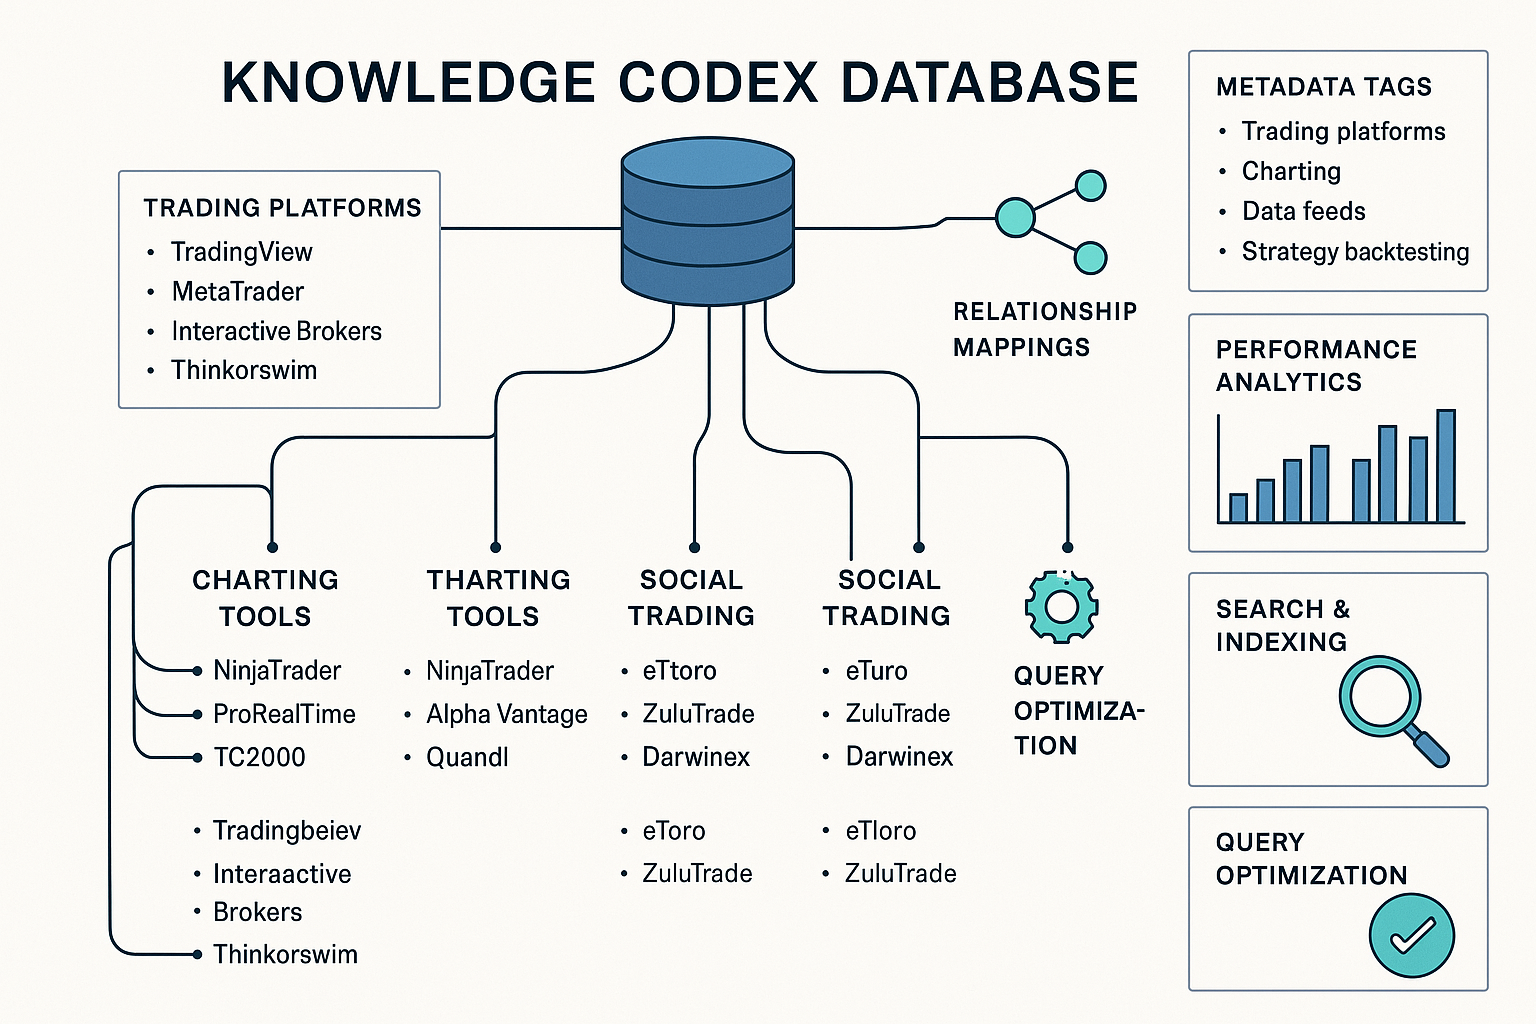 KNOWLEDGE CODEX DATABASE
TRADING PLATFORMS
• TradingView
• MetaTrader
• Interactive Brokers
• Thinkorswim
RELATIONSHIP
MAPPINGS
CHARTING
TOOLS
NinjaTrader
ProRealTime
TC2000
• Tradingbeiev
• Interaactive
• Brokers
Thinkorswim
THARTING
TOOLS
• NinjaTrader
• Alpha Vantage
• Quandl
SOCIAL
TRADING
• eTtoro
• ZuluTrade
• Darwinex
• eToro
• ZuluTrade
SOCIAL
TRADING
• eTuro
• ZuluTrade
• Darwinex
• eTloro
• ZuluTrade
QUERY
OPTIMIZA-
TION
METADATA TAGS
• Trading platforms
• Charting
• Data feeds
• Strategy backtesting
PERFORMANCE
ANALYTICS
SEARCH &
INDEXING
QUERY
OPTIMIZATION